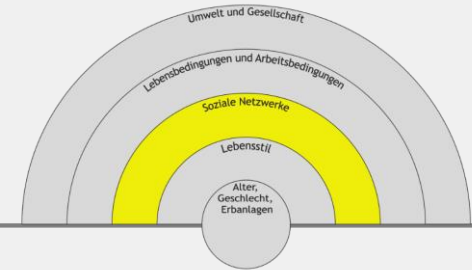 Umwelt und Gesellschaft
Lebensbedingungen und Arbeitsbedingungen
Soziale Netzwerke
Lebensstil
Alter,
Geschlecht,
Erbanlagen